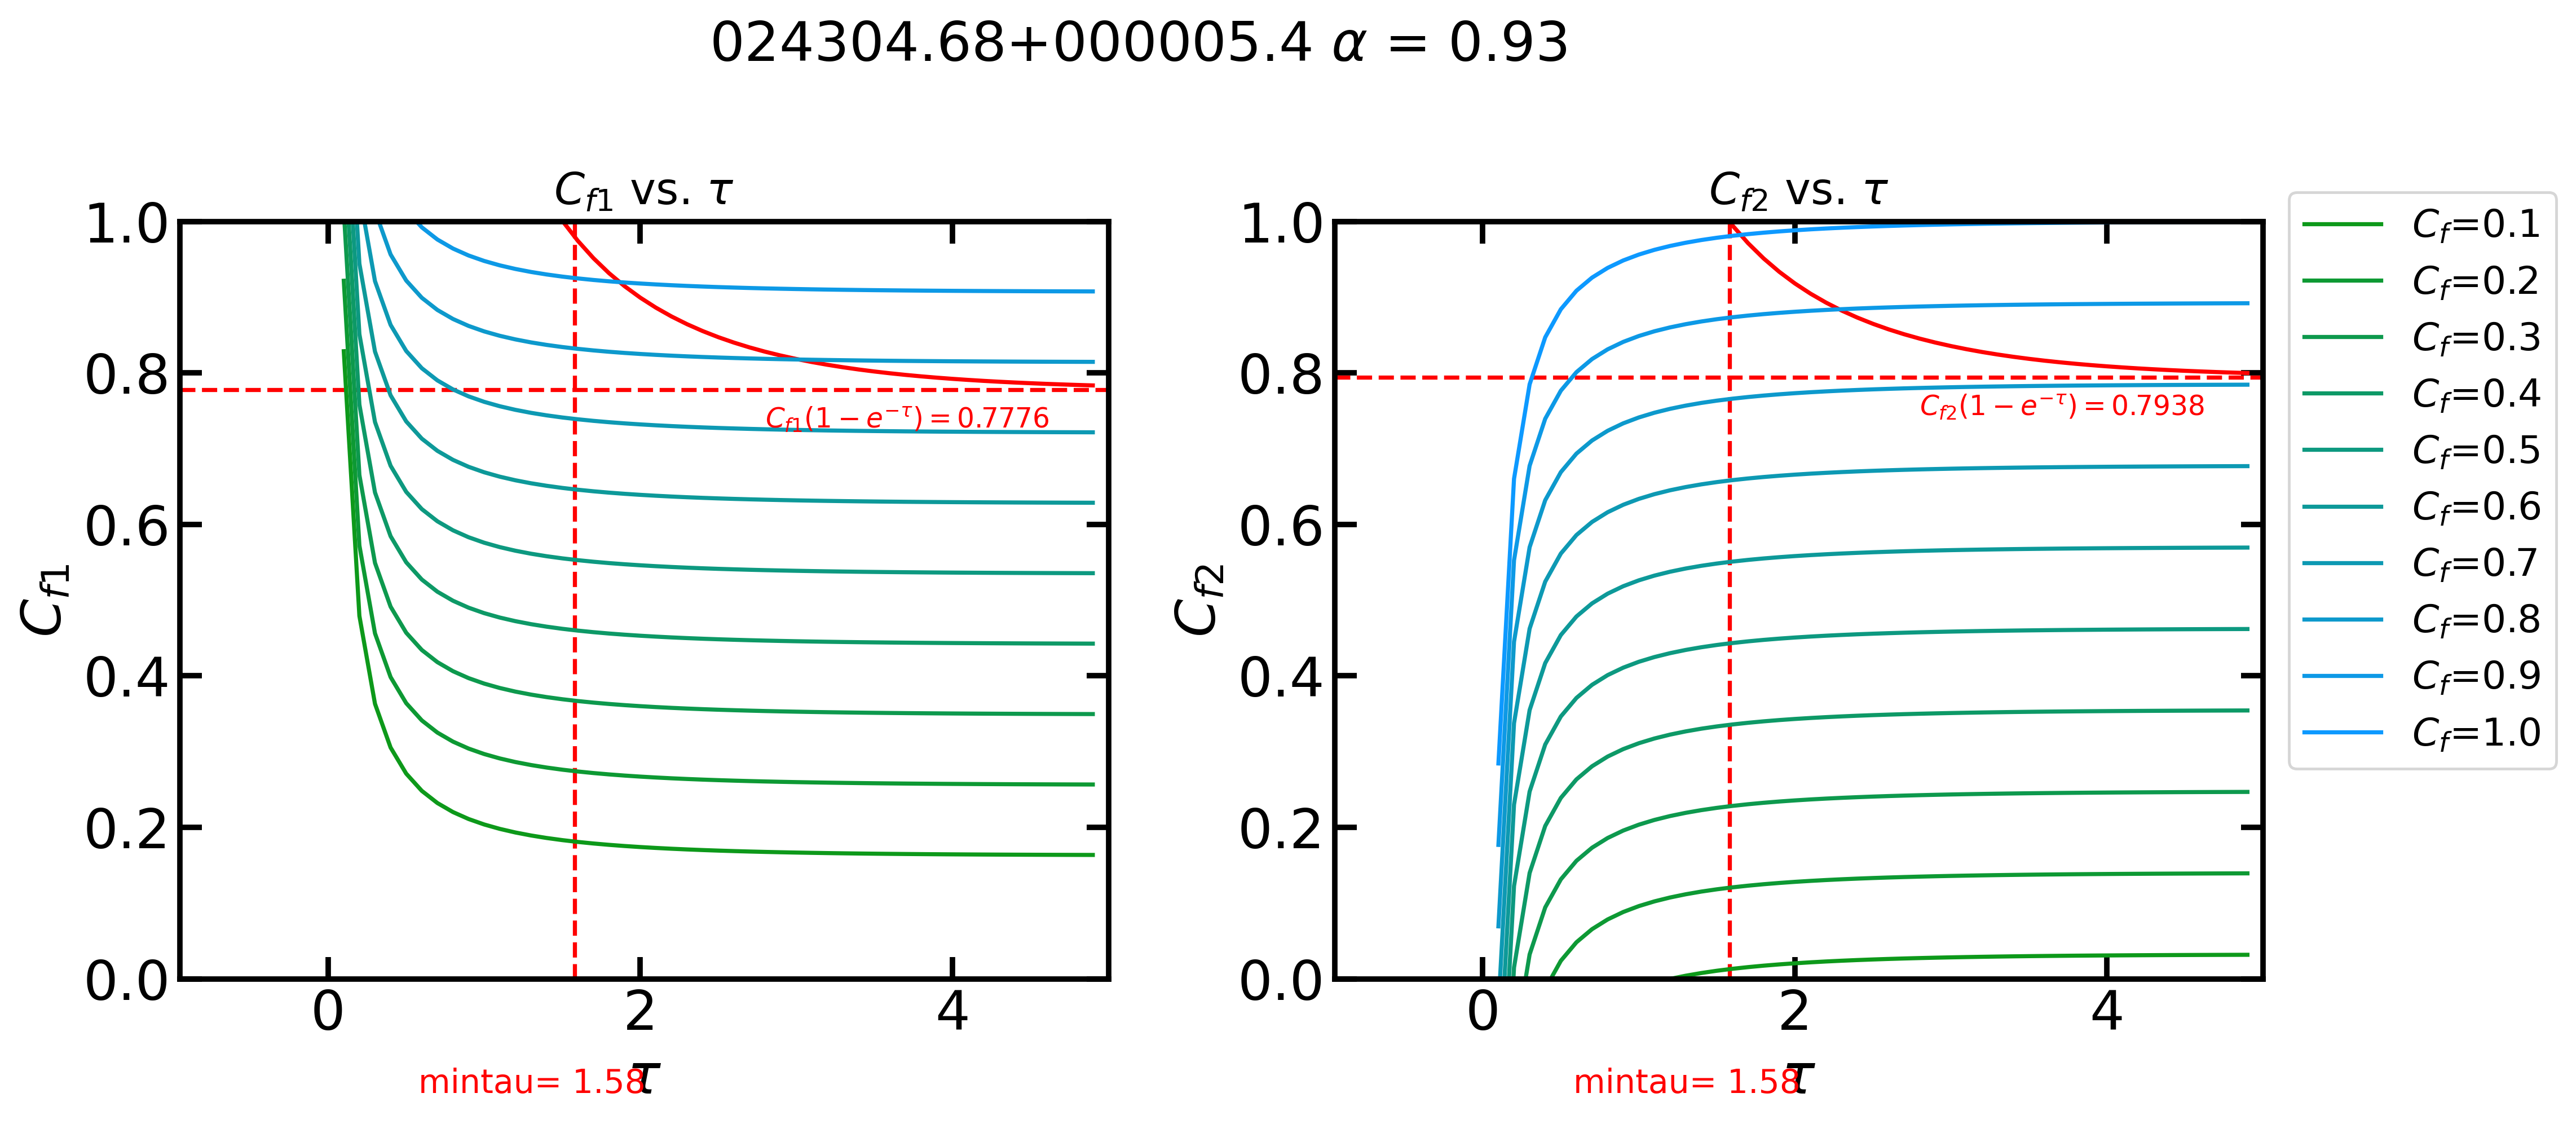 024304.68+000005.4 α = 0.93
C_f1 vs. τ
1.0
0.8
0.6
0.4
0.2
0.0
C_f1
0 2 4
τ
mintau= 1.58
C_f1(1 − e^−τ) = 0.7776
C_f2 vs. τ
1.0
0.8
0.6
0.4
0.2
0.0
C_f2
0 2 4
τ
mintau= 1.58
C_f2(1 − e^−τ) = 0.7938
C_f=0.1
C_f=0.2
C_f=0.3
C_f=0.4
C_f=0.5
C_f=0.6
C_f=0.7
C_f=0.8
C_f=0.9
C_f=1.0